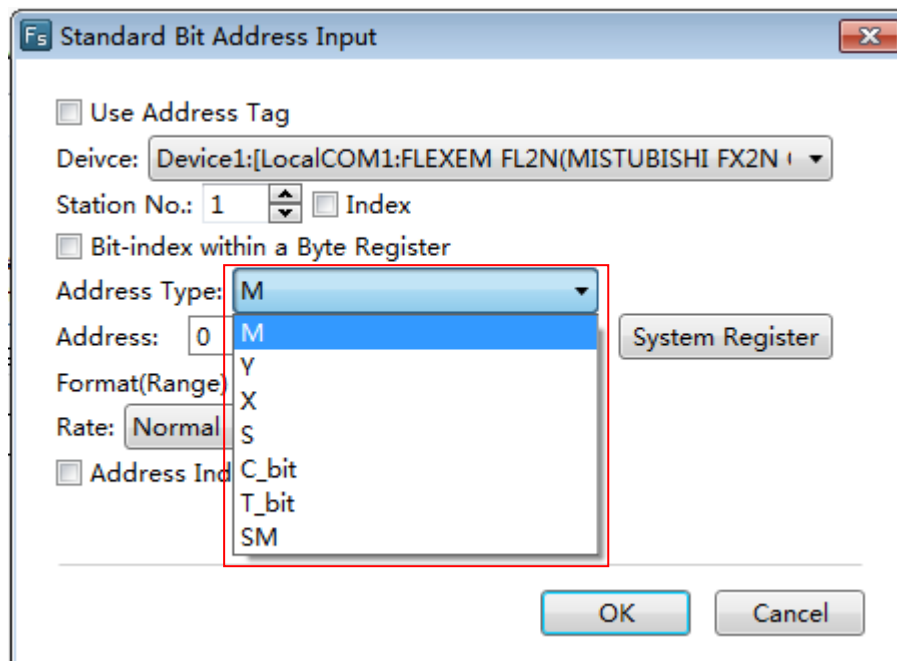 Fs Standard Bit Address Input
Use Address Tag
Deivce: Device1:[LocalCOM1:FLEXEM FL2N(MISTUBISHI FX2N
Station No.: 1 Index
Bit-index within a Byte Register
Address Type: M
Address: 0 M System Register
Y
Format(Range)
X
Rate: Normal
S
Address Ind
C_bit
T_bit
SM
OK Cancel